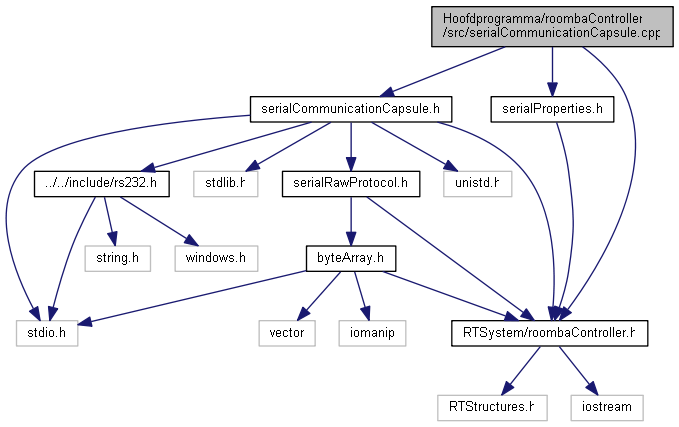 Hoofdprogramma/roombaController
/src/serialCommunicationCapsule.cpp
serialCommunicationCapsule.h
serialProperties.h
../../include/rs232.h
stdlib.h
serialRawProtocol.h
unistd.h
string.h
windows.h
byteArray.h
stdio.h
vector
iomanip
RTSystem/roombaController.h
RTStructures.h
iostream